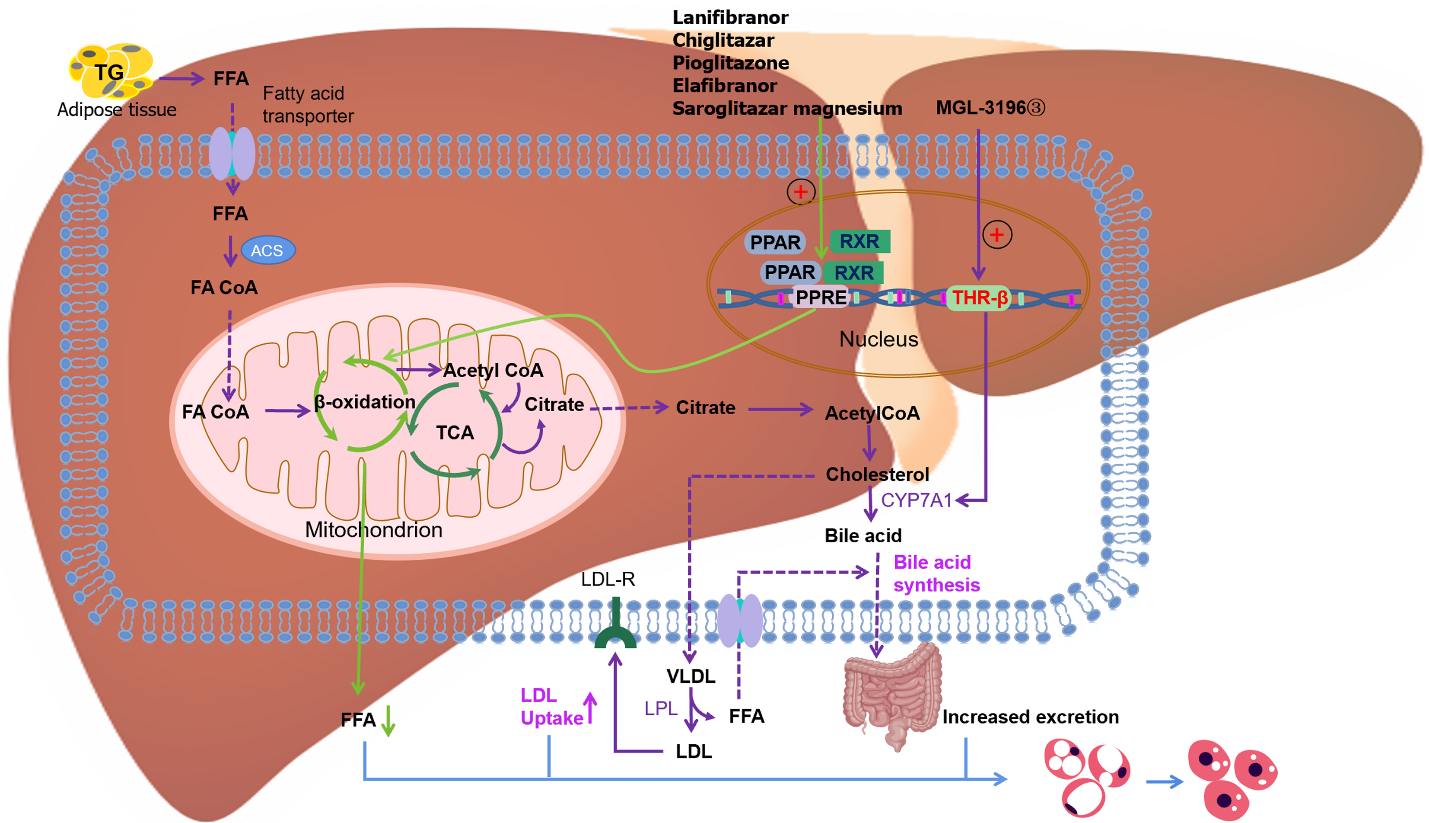 Lanifibranor
Chiglitazar
Pioglitazone
Elafibranor
Saroglitazar magnesium
MGL-3196③
TG
Adipose tissue
FFA
Fatty acid
transporter
FFA
ACS
FA CoA
FA CoA
β-oxidation
Acetyl CoA
Citrate
TCA
Mitochondrion
+
+
PPAR
RXR
PPAR
RXR
PPRE
THR-β
Nucleus
Citrate
AcetylCoA
Cholesterol
CYP7A1
Bile acid
Bile acid
synthesis
LDL-R
VLDL
LPL
FFA
LDL
LDL
Uptake
FFA
Increased excretion